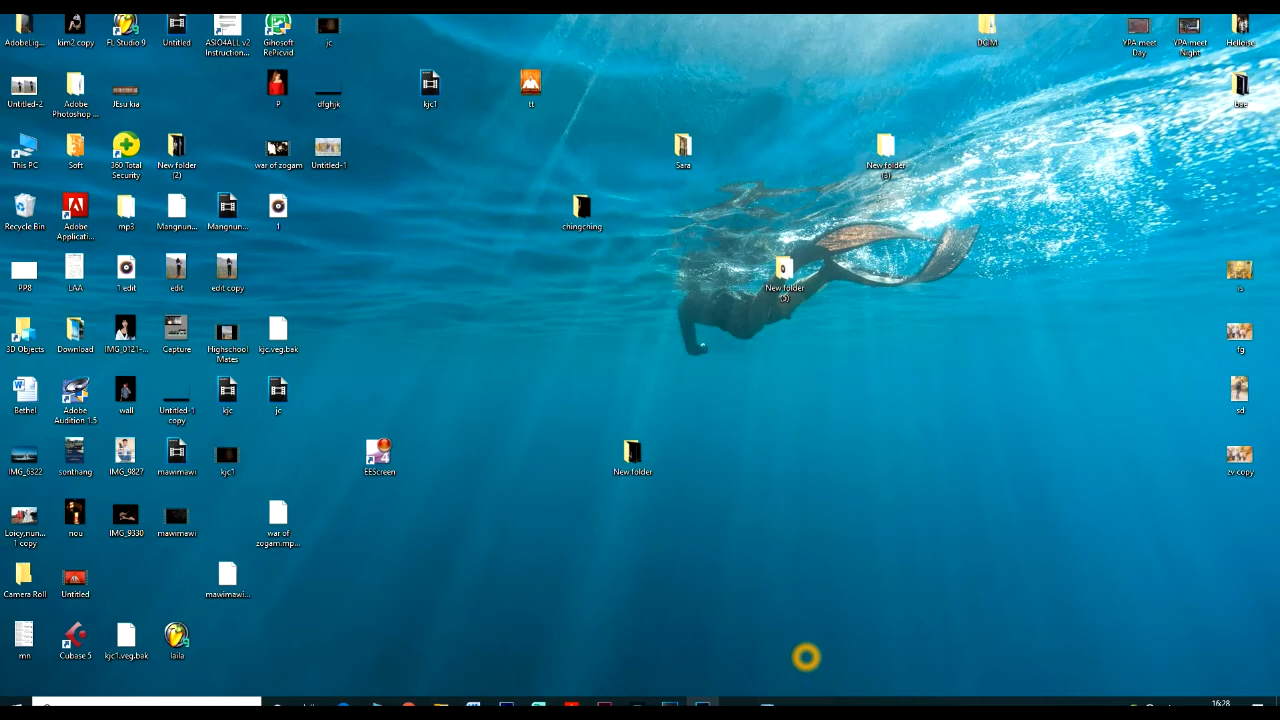 AdobeLig...
kim2 copy
FL Studio 9
Untitled
ASIO4ALL v2
Instruction...
Gihosoft
RePicvid
jc
DCIM
YPA meet
Day
YPA meet
Night
Helloise
Untitled-2
Adobe
Photoshop ...
JEsu kia
P
dfghjk
kjc1
tt
bee
This PC
Soft
360 Total
Security
New folder
(2)
war of zogam
Untitled-1
Sara
New folder
(3)
Recycle Bin
Adobe
Applicati...
mp3
Mangnun...
Mangnun...
1
chingching
PP8
LAA
1 edit
edit
edit copy
New folder
(5)
is
3D Objects
Download
IMG_0121-...
Capture
Highschool
Mates
kjc.veg.bak
fg
Bethel
Adobe
Audition 1.5
wall
Untitled-1
copy
kjc
jc
sd
IMG_6322
sonthang
IMG_9827
mawimawi
kjc1
EEScreen
New folder
zv copy
Loicy,nun...
1 copy
nou
IMG_9330
mawimawi
war of
zogam.mp...
Camera Roll
Untitled
mawimawi...
mn
Cubase 5
kjc1.veg.bak
laila
16:28